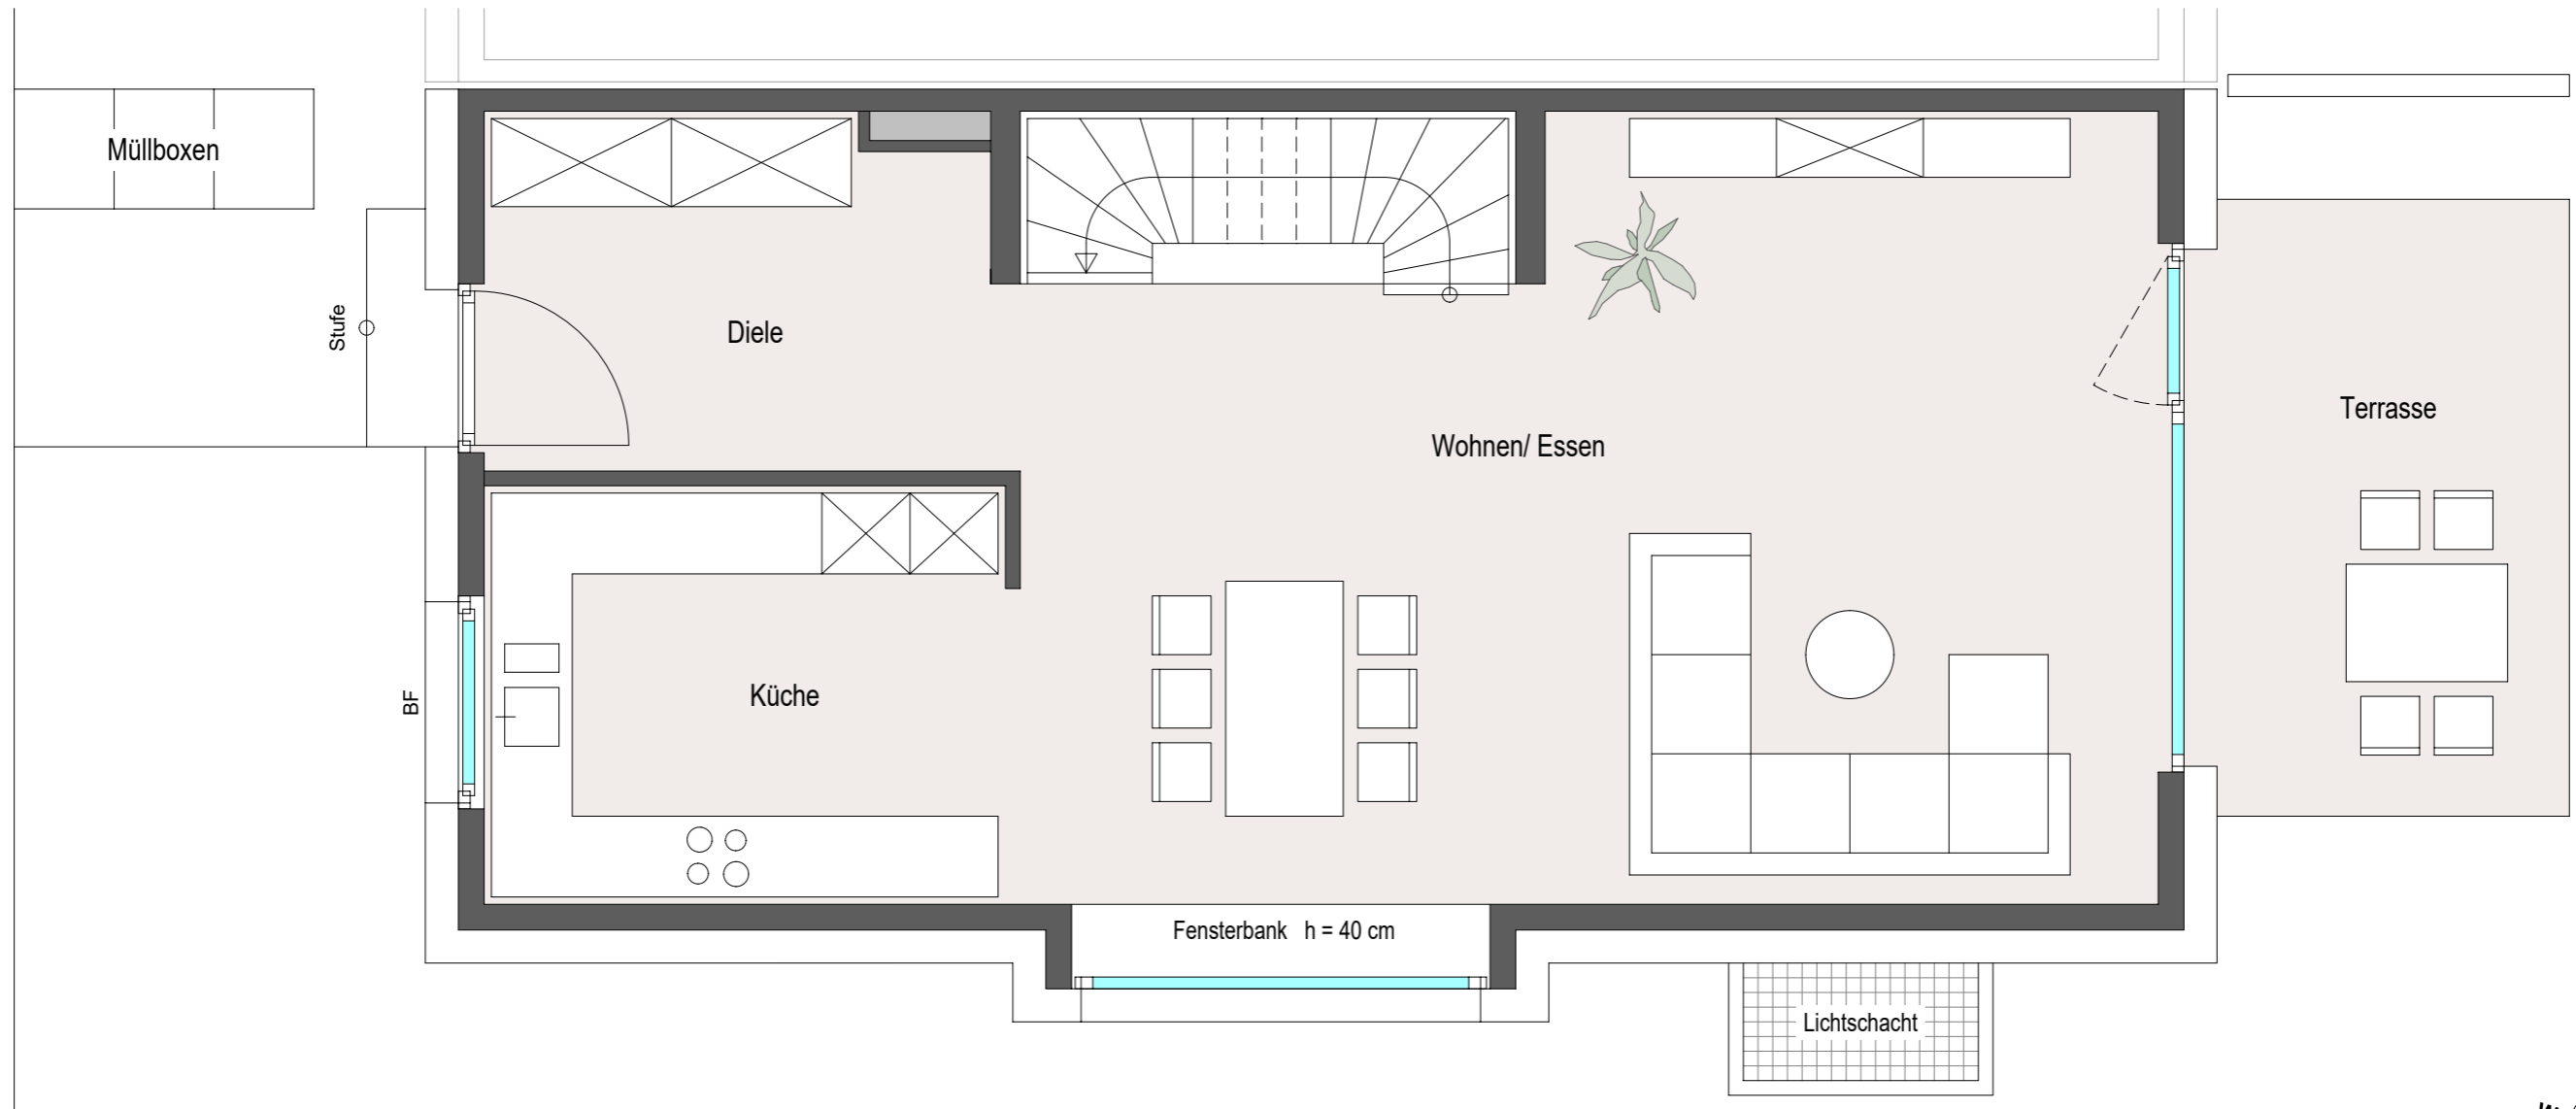 Müllboxen
Stufe
Diele
Wohnen/ Essen
Terrasse
BF
Küche
Fensterbank h = 40 cm
Lichtschacht